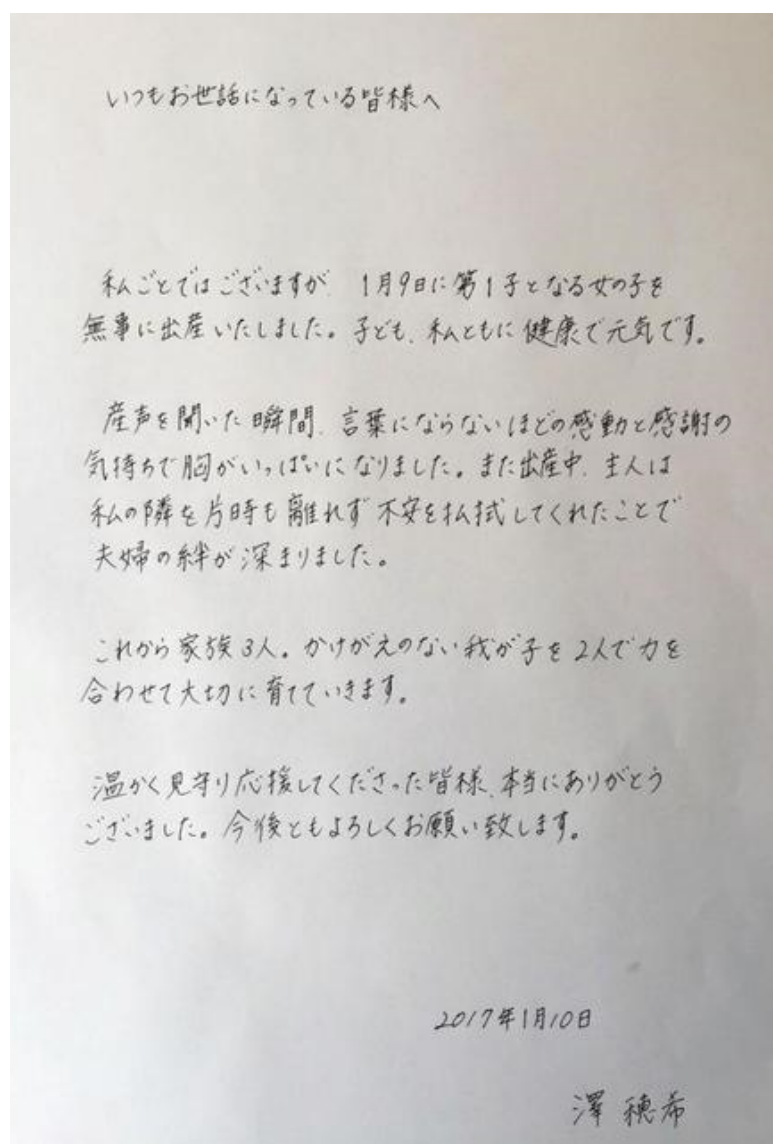 いつもお世話になっている皆様へ
私ごとではございますが、1月9日に第1子となる女の子を
無事に出産いたしました。子ども、私ともに健康で元気です。
産声を聞いた瞬間、言葉にならないほどの感動と感謝の
気持ちで胸がいっぱいになりました。また出産中、主人は
私の隣を片時も離れず不安を払拭してくれたことで
夫婦の絆が深まりました。
これから家族3人。かけがえのない我が子を2人で力を
合わせて大切に育てていきます。
温かく見守り応援してくださった皆様、本当にありがとう
ございました。今後ともよろしくお願い致します。
2017年1月10日
澤 穂希